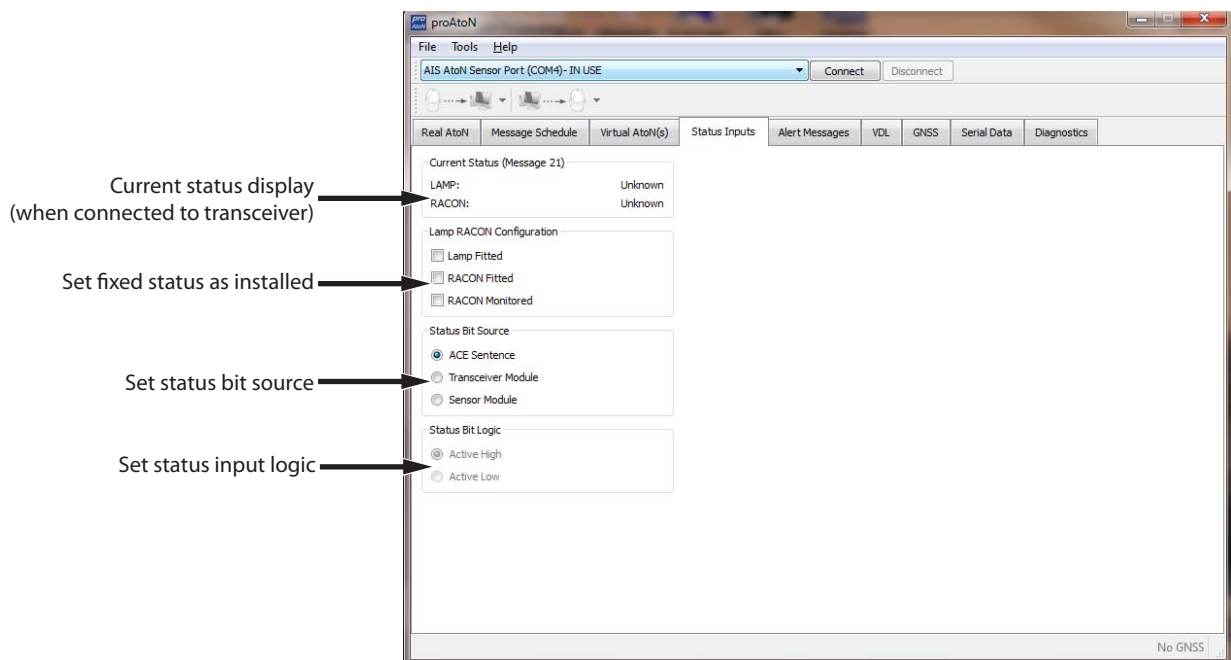 pro
AtoN
proAtoN
File Tools Help
AIS AtoN Sensor Port (COM4)- IN USE
Connect
Disconnect
Real AtoN
Message Schedule
Virtual AtoN(s)
Status Inputs
Alert Messages
VDL
GNSS
Serial Data
Diagnostics
Current Status (Message 21)
LAMP: Unknown
RACON: Unknown
Current status display
(when connected to transceiver)
Lamp RACON Configuration
Lamp Fitted
RACON Fitted
RACON Monitored
Set fixed status as installed
Status Bit Source
ACE Sentence
Transceiver Module
Sensor Module
Set status bit source
Status Bit Logic
Active High
Active Low
Set status input logic
No GNSS